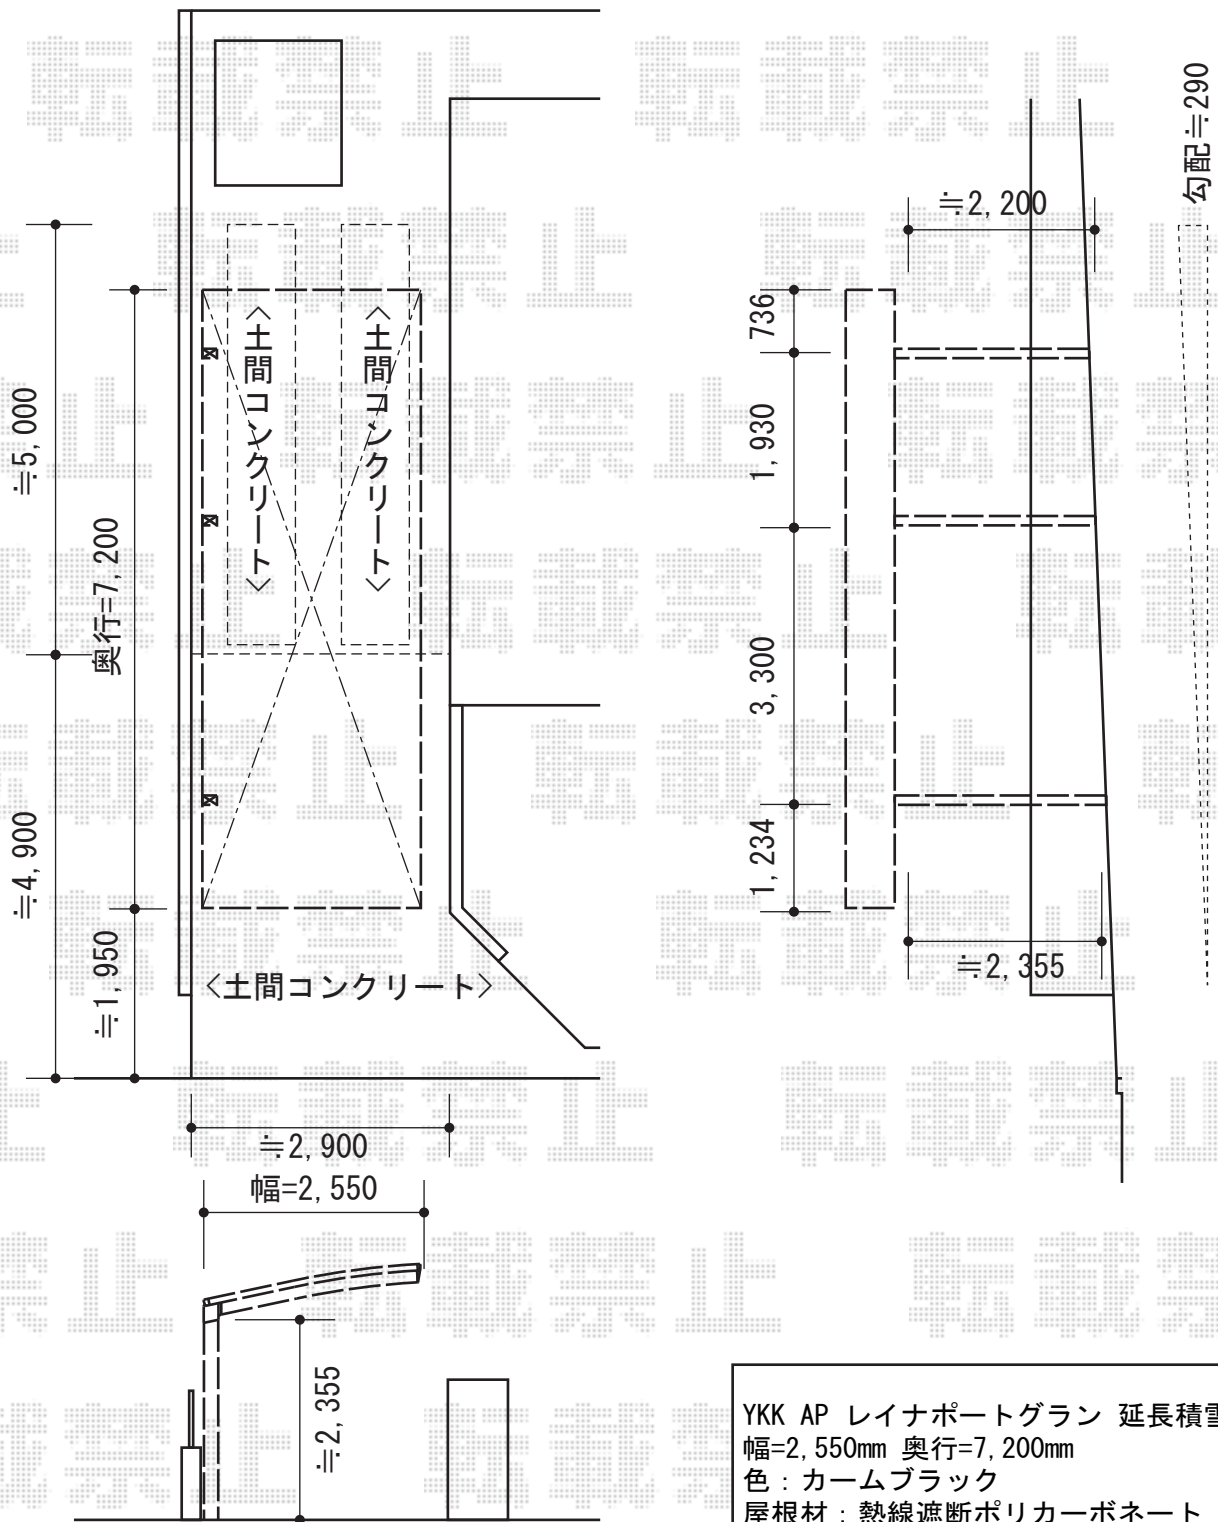 勾配≒290
≒2,200
736
<土間コンクリート>
<土間コンクリート>
≒5,000
1,930
奥行=7,200
3,300
≒4,900
1,234
≒1,950
<土間コンクリート>
≒2,355
≒2,900
幅=2,550
≒2,355
YKK AP レイナポートグラン 延長積雪
幅=2,550mm 奥行=7,200mm
色：カームブラック
屋根材：熱線遮断ポリカーボネート
転載禁止